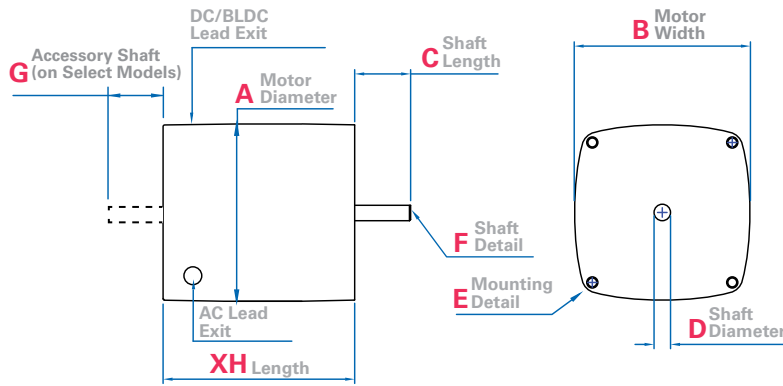 DC/BLDC
Lead Exit
G Accessory Shaft
(on Select Models)
A Motor
Diameter
C Shaft
Length
B Motor
Width
F Shaft
Detail
E Mounting
Detail
D Shaft
Diameter
AC Lead
Exit
XH Length